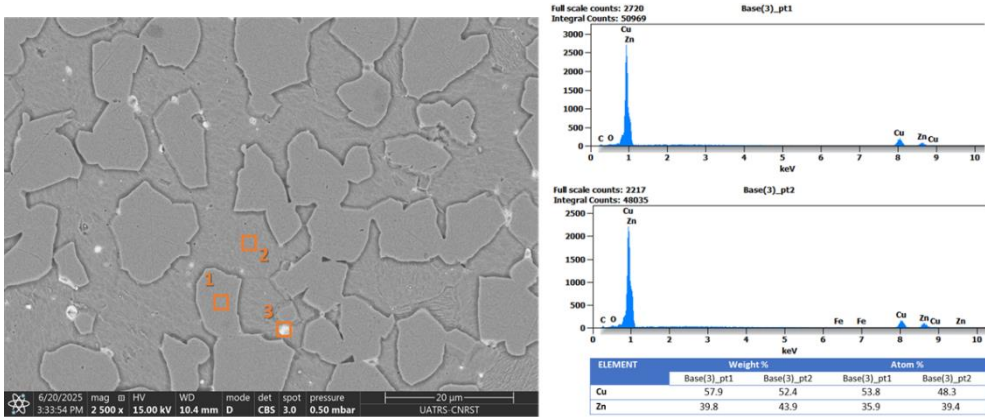 1
2
3
6/20/2025 mag HV WD mode det spot pressure 20 µm
3:33:54 PM 2 500 x 15.00 kV 10.4 mm D CBS 3.0 0.50 mbar UATRS-CNRST
Full scale counts: 2720 Base(3)_pt1
Integral Counts: 50969
Cu
Zn
3000
2500
2000
1500
1000
500
0
C O Cu Zn Cu
0 1 2 3 4 5 6 7 8 9 10
keV
Full scale counts: 2217 Base(3)_pt2
Integral Counts: 48035
Cu
Zn
2500
2000
1500
1000
500
0
C O Fe Fe Cu Zn Cu Zn
0 1 2 3 4 5 6 7 8 9 10
keV
ELEMENT Weight % Atom %
Base(3)_pt1 Base(3)_pt2 Base(3)_pt1 Base(3)_pt2
Cu 57.9 52.4 53.8 48.3
Zn 39.8 43.9 35.9 39.4